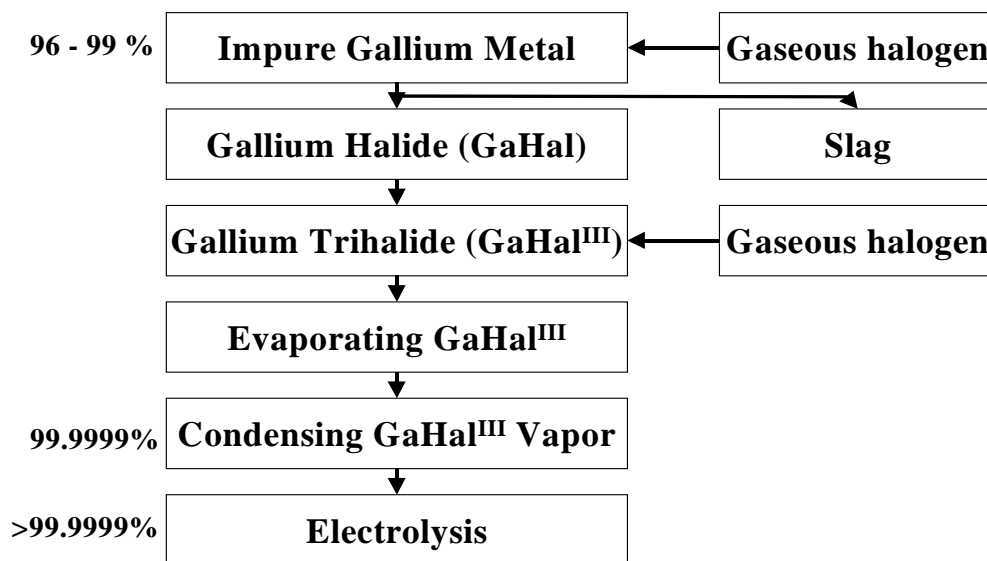 96 - 99 % Impure Gallium Metal Gaseous halogen
Gallium Halide (GaHal) Slag
Gallium Trihalide (GaHalᴵᴵᴵ) Gaseous halogen
Evaporating GaHalᴵᴵᴵ
99.9999% Condensing GaHalᴵᴵᴵ Vapor
>99.9999% Electrolysis